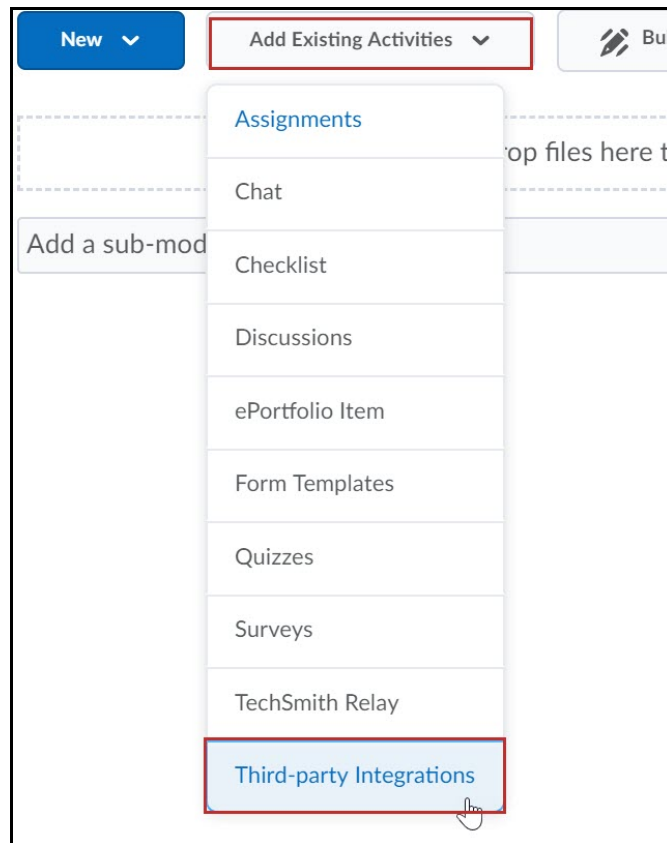 New
Add Existing Activities
Bu
Assignments
rop files here t
Chat
Add a sub-mod
Checklist
Discussions
ePortfolio Item
Form Templates
Quizzes
Surveys
TechSmith Relay
Third-party Integrations